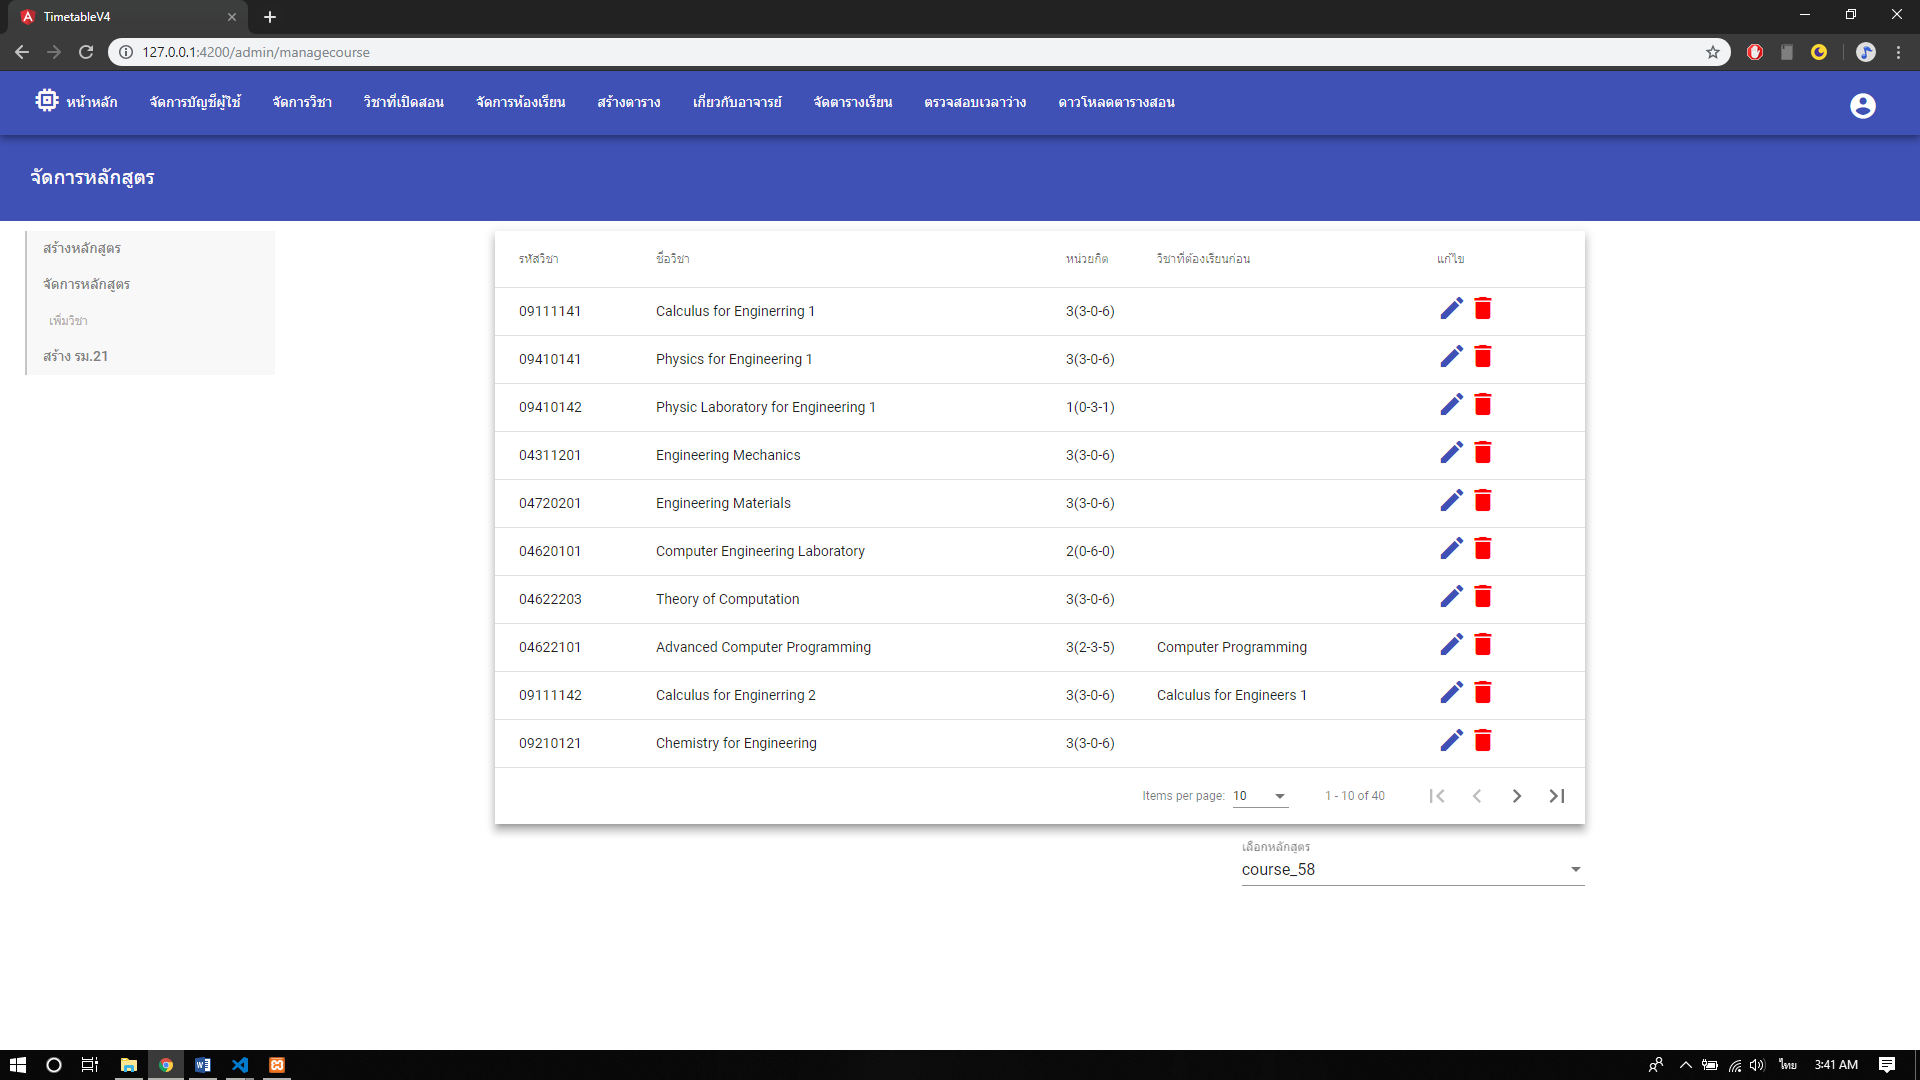 TimetableV4
127.0.0.1:4200/admin/managecourse
หน้าหลัก จัดการบัญชีผู้ใช้ จัดการวิชา วิชาที่เปิดสอน จัดการห้องเรียน สร้างตาราง เกี่ยวกับอาจารย์ จัดตารางเรียน ตรวจสอบเวลาว่าง ดาวโหลดตารางสอน
จัดการหลักสูตร
สร้างหลักสูตร
จัดการหลักสูตร
เพิ่มวิชา
สร้าง รม.21
รหัสวิชา ชื่อวิชา หน่วยกิต วิชาที่ต้องเรียนก่อน แก้ไข
09111141 Calculus for Enginerring 1 3(3-0-6)
09410141 Physics for Engineering 1 3(3-0-6)
09410142 Physic Laboratory for Engineering 1 1(0-3-1)
04311201 Engineering Mechanics 3(3-0-6)
04720201 Engineering Materials 3(3-0-6)
04620101 Computer Engineering Laboratory 2(0-6-0)
04622203 Theory of Computation 3(3-0-6)
04622101 Advanced Computer Programming 3(2-3-5) Computer Programming
09111142 Calculus for Enginerring 2 3(3-0-6) Calculus for Engineers 1
09210121 Chemistry for Engineering 3(3-0-6)
Items per page: 10 1 - 10 of 40
เลือกหลักสูตร
course_58
ไทย 3:41 AM